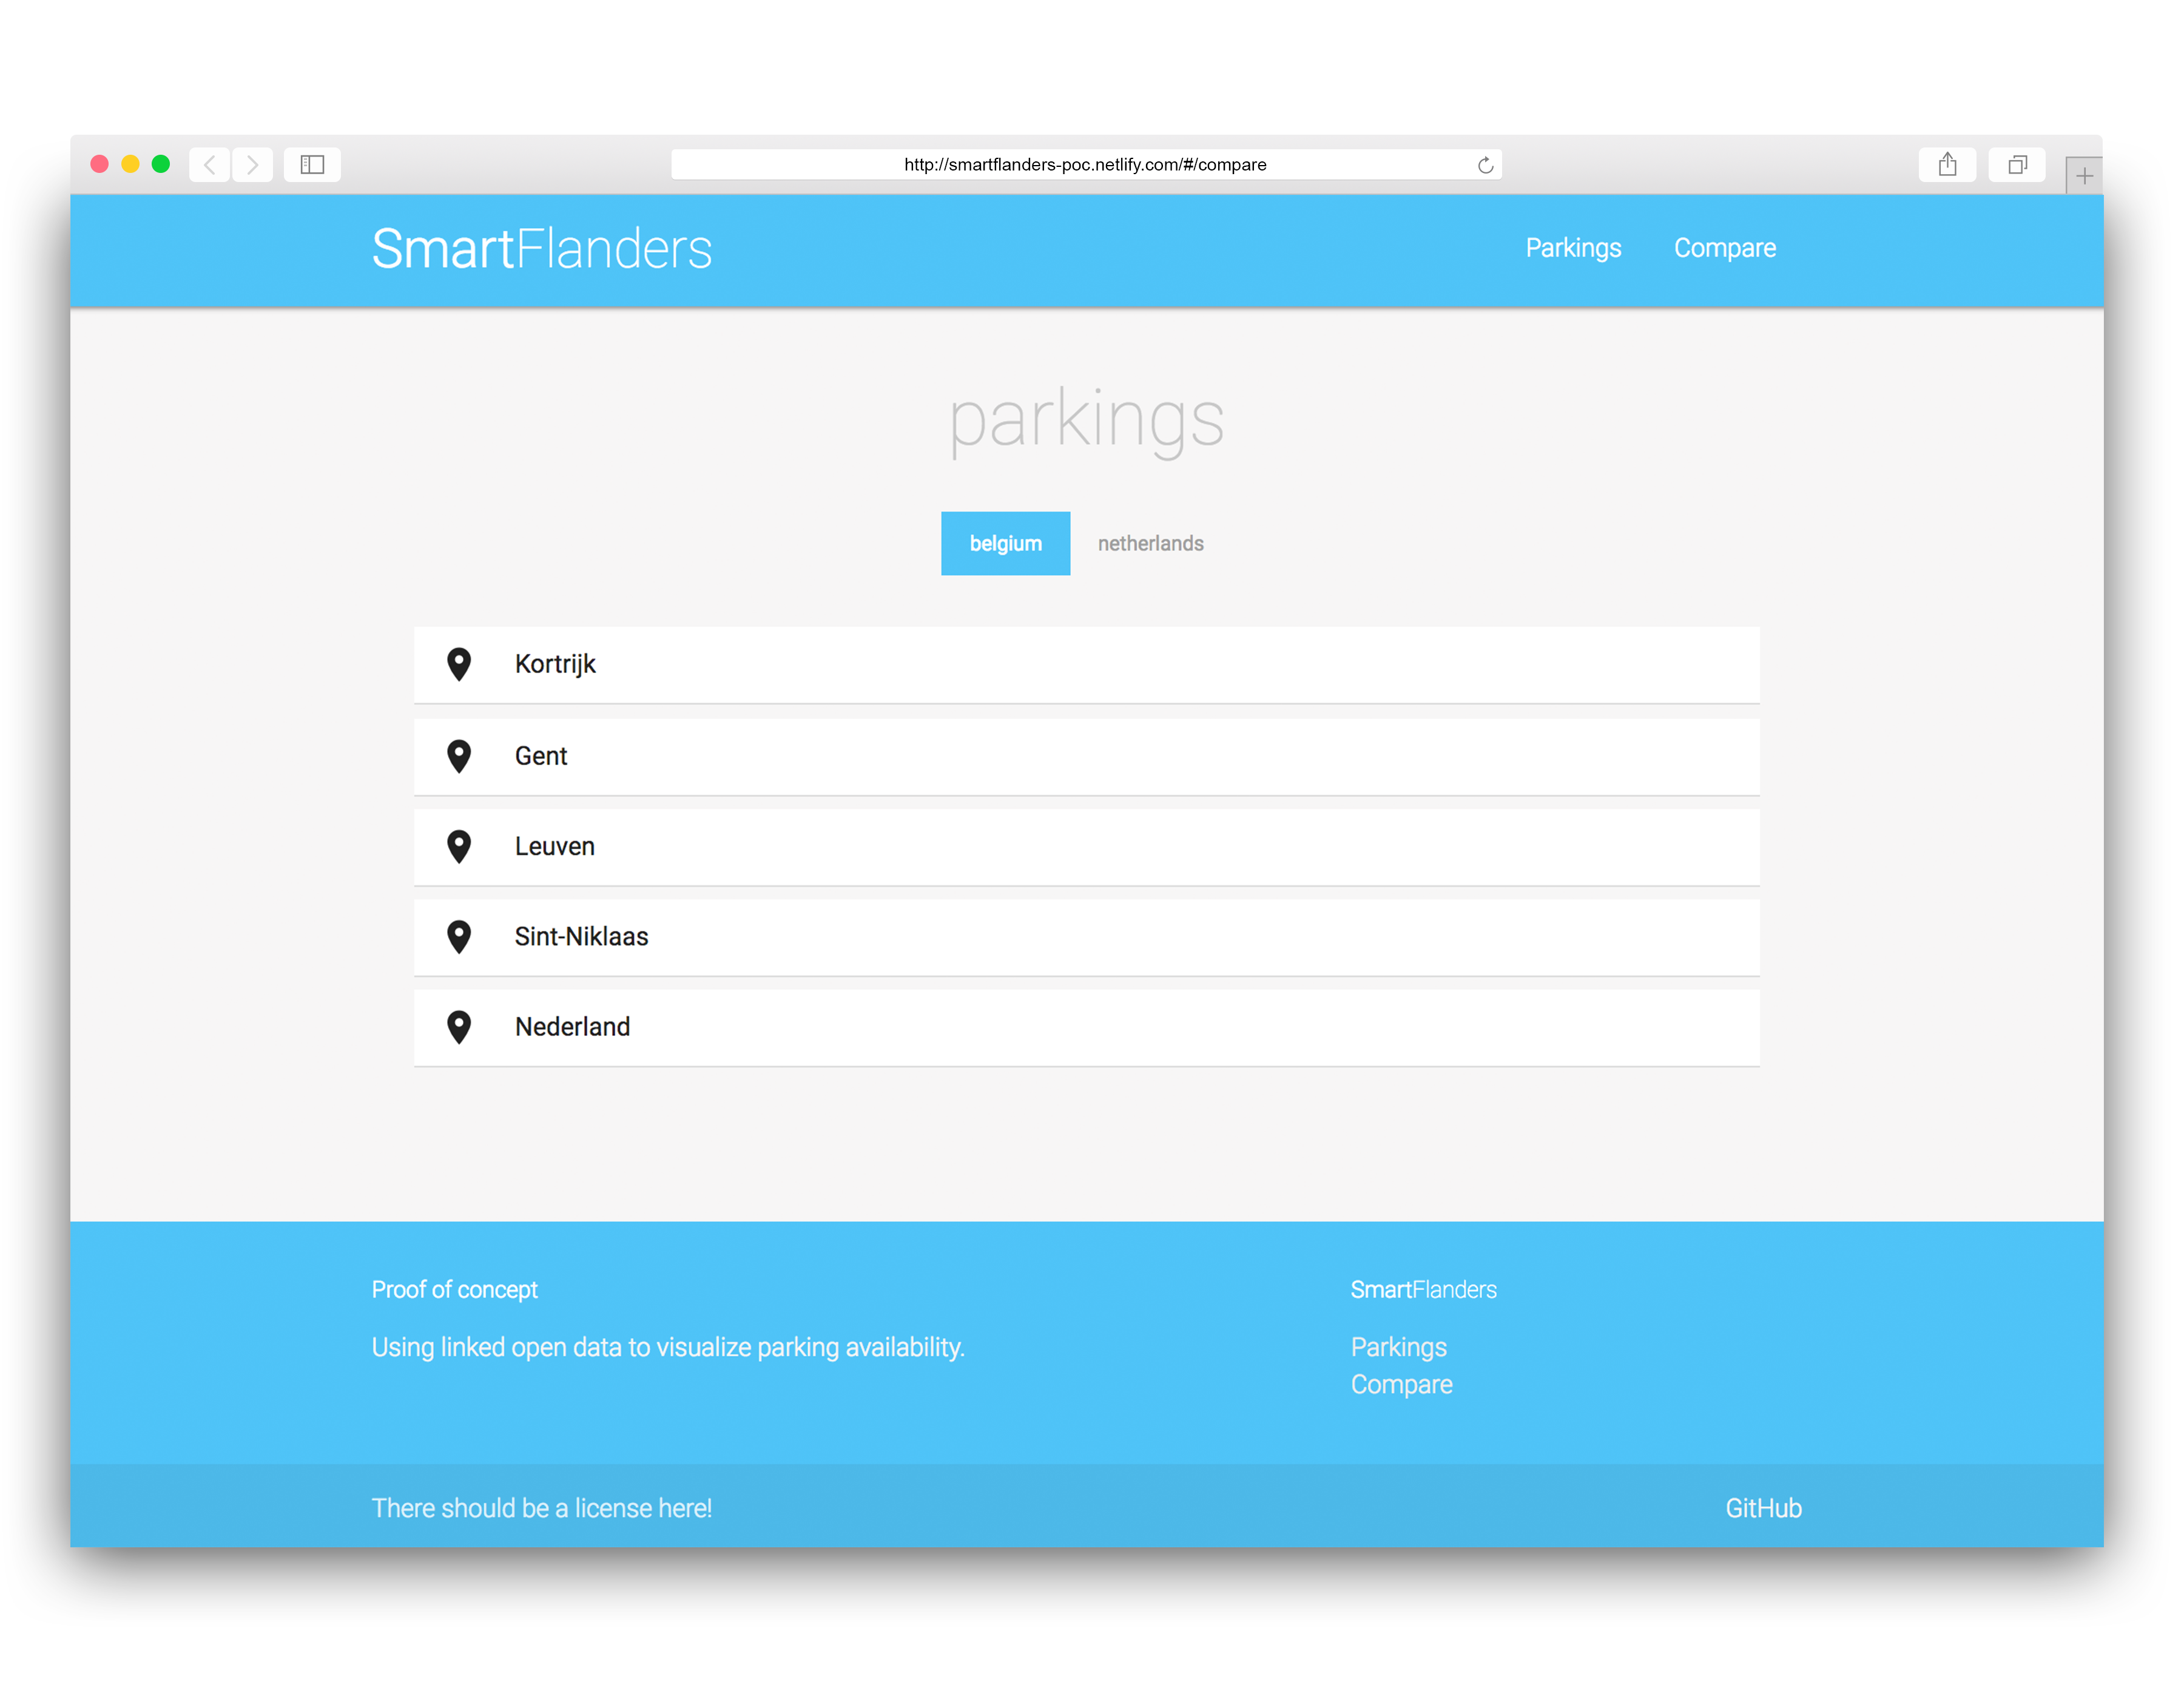 http://smartflanders-poc.netlify.com/#/compare
SmartFlanders
Parkings
Compare
parkings
belgium
netherlands
Kortrijk
Gent
Leuven
Sint-Niklaas
Nederland
Proof of concept
Using linked open data to visualize parking availability.
SmartFlanders
Parkings
Compare
There should be a license here!
GitHub